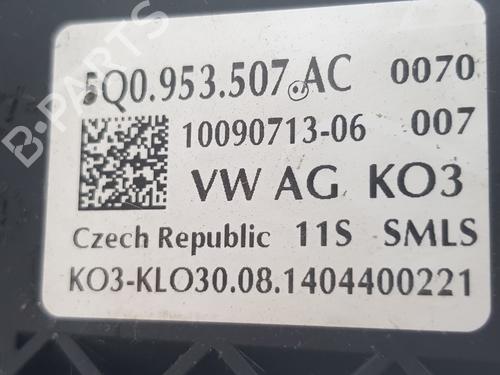 5Q0.953.507. AC 0070
10090713-06 007
VW AG KO3
Czech Republic 11S SMLS
KO3-KLO30.08.1404400221
B-PARTS